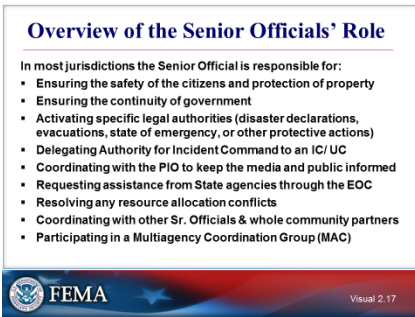 Overview of the Senior Officials' Role
In most jurisdictions the Senior Official is responsible for:
▪ Ensuring the safety of the citizens and protection of property
▪ Ensuring the continuity of government
▪ Activating specific legal authorities (disaster declarations,
evacuations, state of emergency, or other protective actions)
▪ Delegating Authority for Incident Command to an IC/ UC
▪ Coordinating with the PIO to keep the media and public informed
▪ Requesting assistance from State agencies through the EOC
▪ Resolving any resource allocation conflicts
▪ Coordinating with other Sr. Officials & whole community partners
▪ Participating in a Multiagency Coordination Group (MAC)
FEMA
Visual 2.17